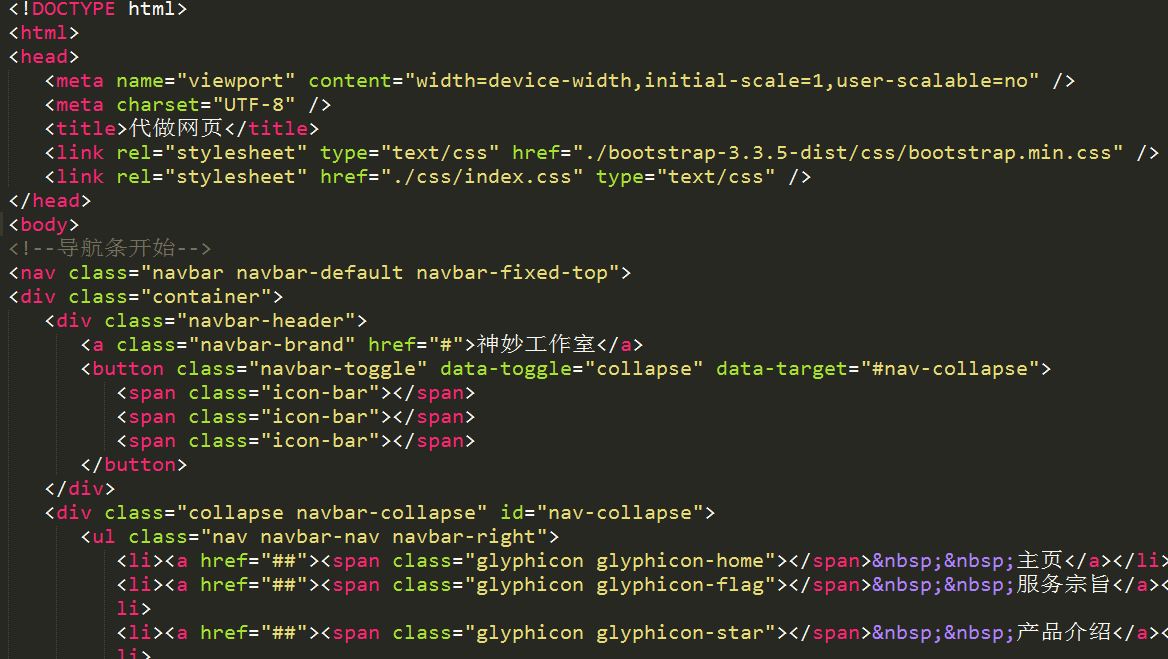 <!DOCTYPE html>
<html>
<head>
<meta name="viewport" content="width=device-width,initial-scale=1,user-scalable=no" />
<meta charset="UTF-8" />
<title>代做网页</title>
<link rel="stylesheet" type="text/css" href="./bootstrap-3.3.5-dist/css/bootstrap.min.css" />
<link rel="stylesheet" href="./css/index.css" type="text/css" />
</head>
<body>
<!--导航条开始-->
<nav class="navbar navbar-default navbar-fixed-top">
<div class="container">
<div class="navbar-header">
<a class="navbar-brand" href="#">神妙工作室</a>
<button class="navbar-toggle" data-toggle="collapse" data-target="#nav-collapse">
<span class="icon-bar"></span>
<span class="icon-bar"></span>
<span class="icon-bar"></span>
</button>
</div>
<div class="collapse navbar-collapse" id="nav-collapse">
<ul class="nav navbar-nav navbar-right">
<li><a href="##"><span class="glyphicon glyphicon-home"></span>&nbsp;&nbsp;主页</a></li>
<li><a href="##"><span class="glyphicon glyphicon-flag"></span>&nbsp;&nbsp;服务宗旨</a><
li>
<li><a href="##"><span class="glyphicon glyphicon-star"></span>&nbsp;&nbsp;产品介绍</a><
li>